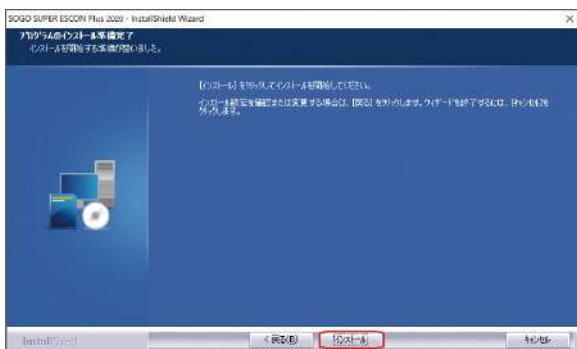 SOGO SUPER ESCON Plus 2020 - InstallShield Wizard
プログラムのインストール準備完了
インストールを開始する準備が整いました。
[インストール] をクリックしてインストールを開始してください。
インストール設定を確認または変更する場合は、[戻る] をクリックします。ウィザードを終了するには、[キャンセル]を
クリックします。
InstallShield
< 戻る(B)
インストール
キャンセル